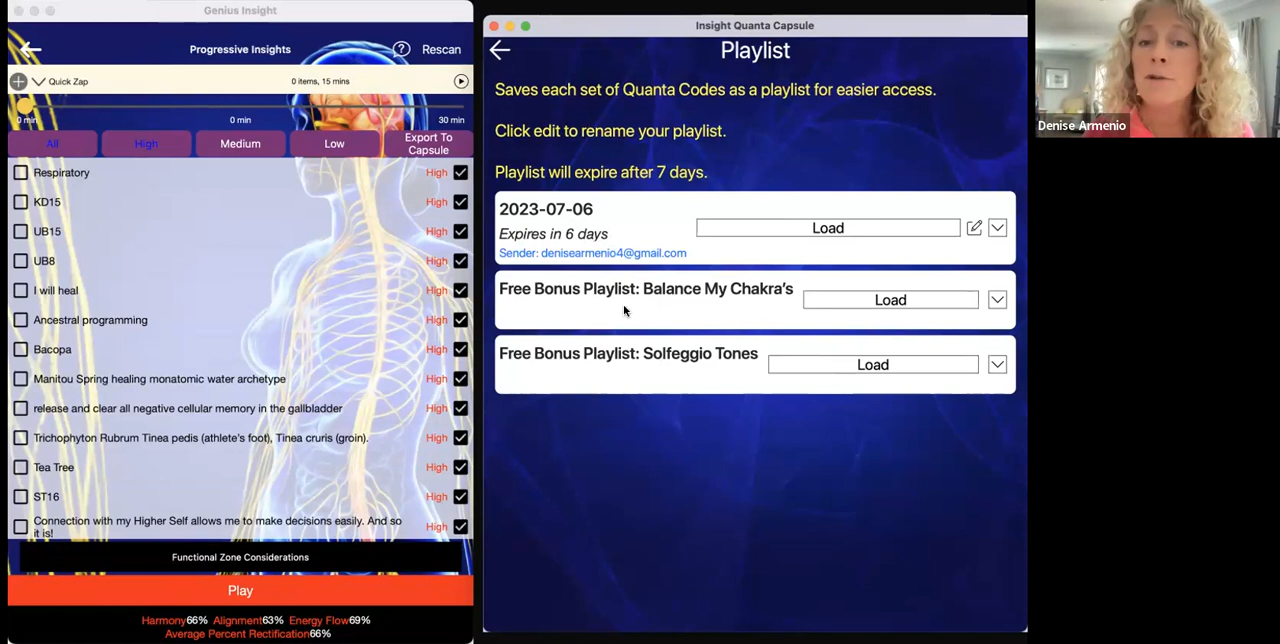 Genius Insight
Progressive Insights
?
Rescan
Quick Zap
0 items, 15 mins
0 min
0 min
30 min
All
High
Medium
Low
Export To
Capsule
Respiratory
High
KD15
High
UB15
High
UB8
High
I will heal
High
Ancestral programming
High
Bacopa
High
Manitou Spring healing monatomic water archetype
High
release and clear all negative cellular memory in the gallbladder
High
Trichophyton Rubrum Tinea pedis (athlete's foot), Tinea cruris (groin).
High
Tea Tree
High
ST16
High
Connection with my Higher Self allows me to make decisions easily. And so
it is!
High
Functional Zone Considerations
Play
Harmony66% Alignment63% Energy Flow69%
Average Percent Rectification66%
Insight Quanta Capsule
Playlist
Saves each set of Quanta Codes as a playlist for easier access.
Click edit to rename your playlist.
Playlist will expire after 7 days.
2023-07-06
Expires in 6 days
Sender: denisearmenio4@gmail.com
Load
Free Bonus Playlist: Balance My Chakra's
Load
Free Bonus Playlist: Solfeggio Tones
Load
Denise Armenio